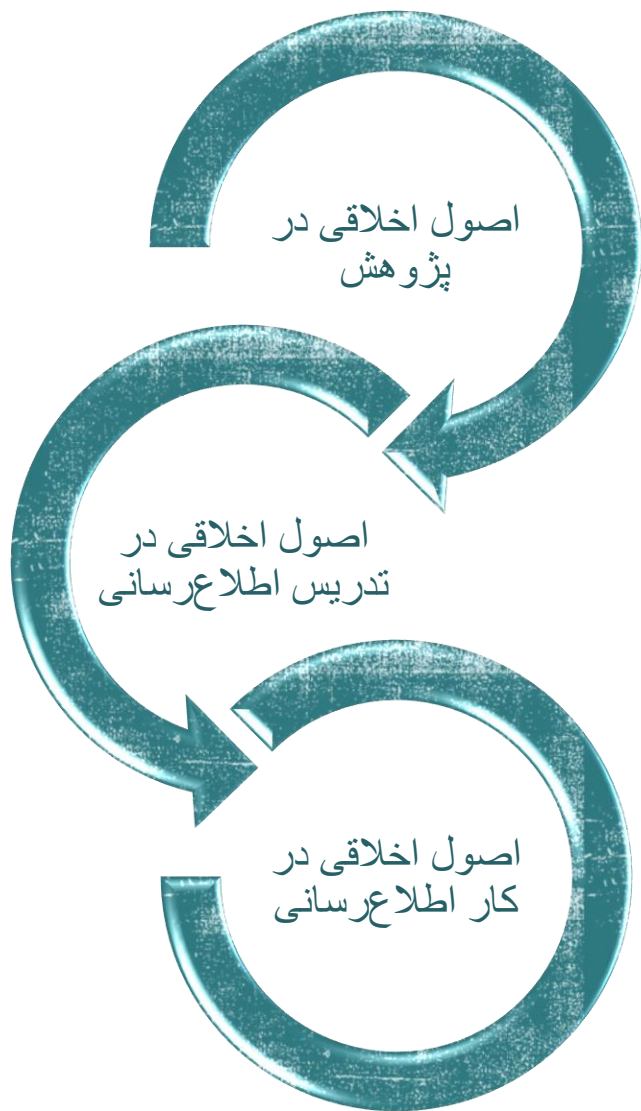 اصول اخلاقی در
پژوهش
اصول اخلاقی در
تدریس اطلاع‌رسانی
اصول اخلاقی در
کار اطلاع‌رسانی